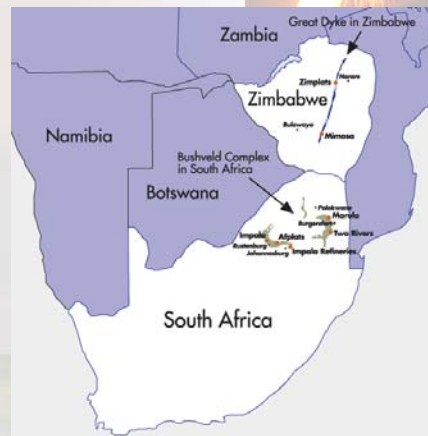 Great Dyke in Zimbabwe
Zambia
Zimplats
Harare
Zimbabwe
Bulawayo
Mimosa
Namibia
Bushveld Complex
in South Africa
Botswana
Polokwane
Marula
Burgersfort
Two Rivers
Impala
Afplats
Rustenburg
Impala Refineries
Johannesburg
South Africa